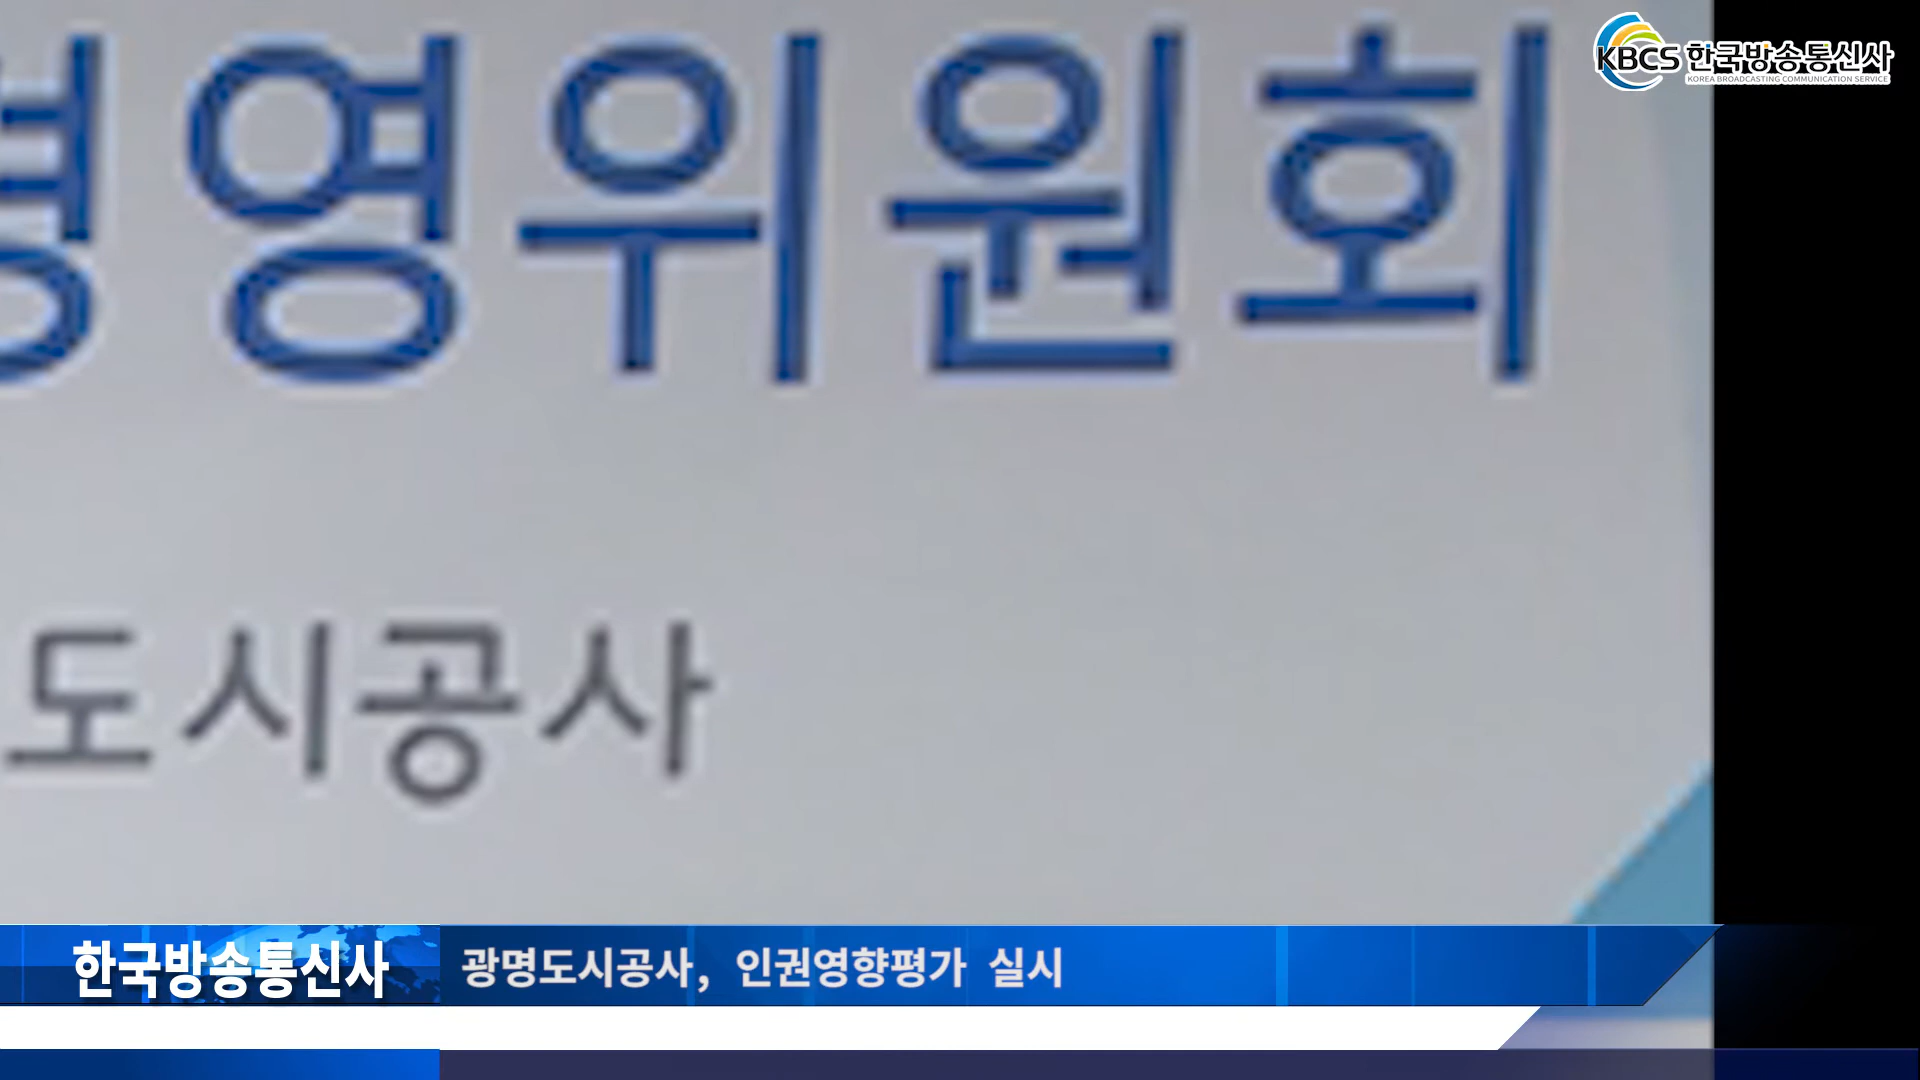 KBCS 한국방송통신사
KOREA BROADCASTING COMMUNICATION SERVICE
경영위원회
도시공사
한국방송통신사
광명도시공사, 인권영향평가 실시